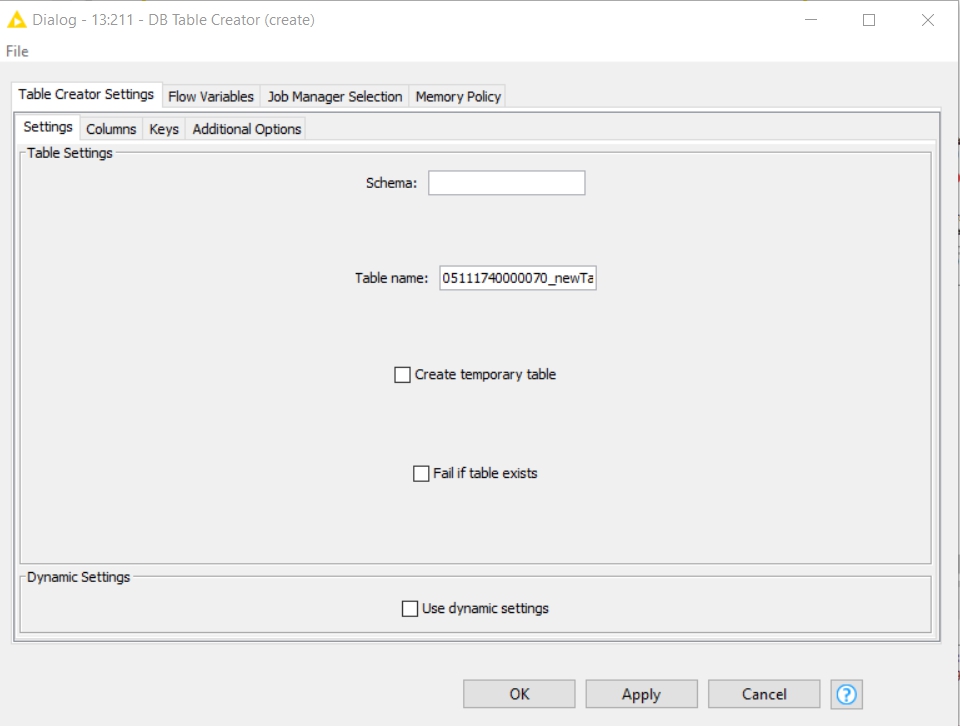 Dialog - 13:211 - DB Table Creator (create)
File
Table Creator Settings Flow Variables Job Manager Selection Memory Policy
Settings Columns Keys Additional Options
Table Settings
Schema:
Table name: 05111740000070_newTa
Create temporary table
Fail if table exists
Dynamic Settings
Use dynamic settings
OK Apply Cancel ?